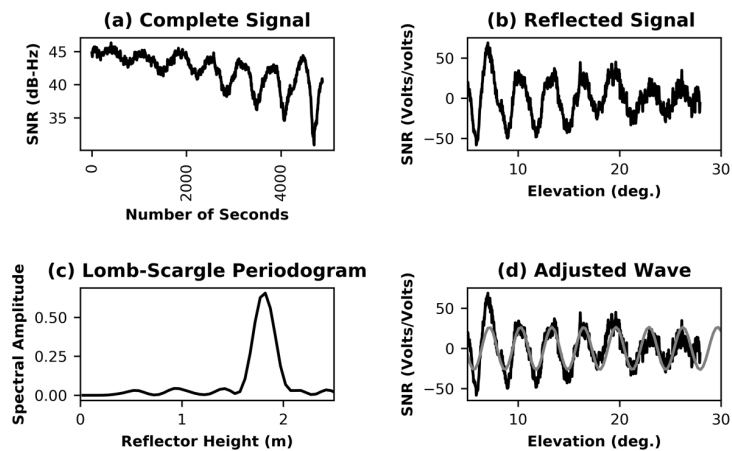 (a) Complete Signal
45
40
35
SNR (dB-Hz)
0
2000
4000
Number of Seconds
(b) Reflected Signal
50
0
−50
SNR (Volts/volts)
10
20
30
Elevation (deg.)
(c) Lomb-Scargle Periodogram
0.50
0.25
0.00
Spectral Amplitude
0
1
2
Reflector Height (m)
(d) Adjusted Wave
50
0
−50
SNR (Volts/Volts)
10
20
30
Elevation (deg.)